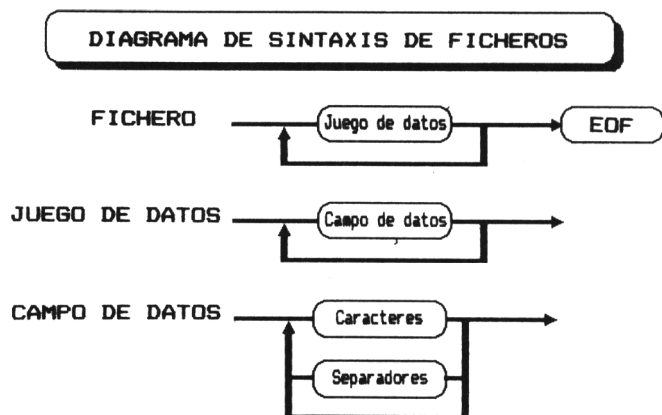 DIAGRAMA DE SINTAXIS DE FICHEROS
FICHERO Juego de datos EOF
JUEGO DE DATOS Campo de datos
CAMPO DE DATOS Caracteres
Separadores